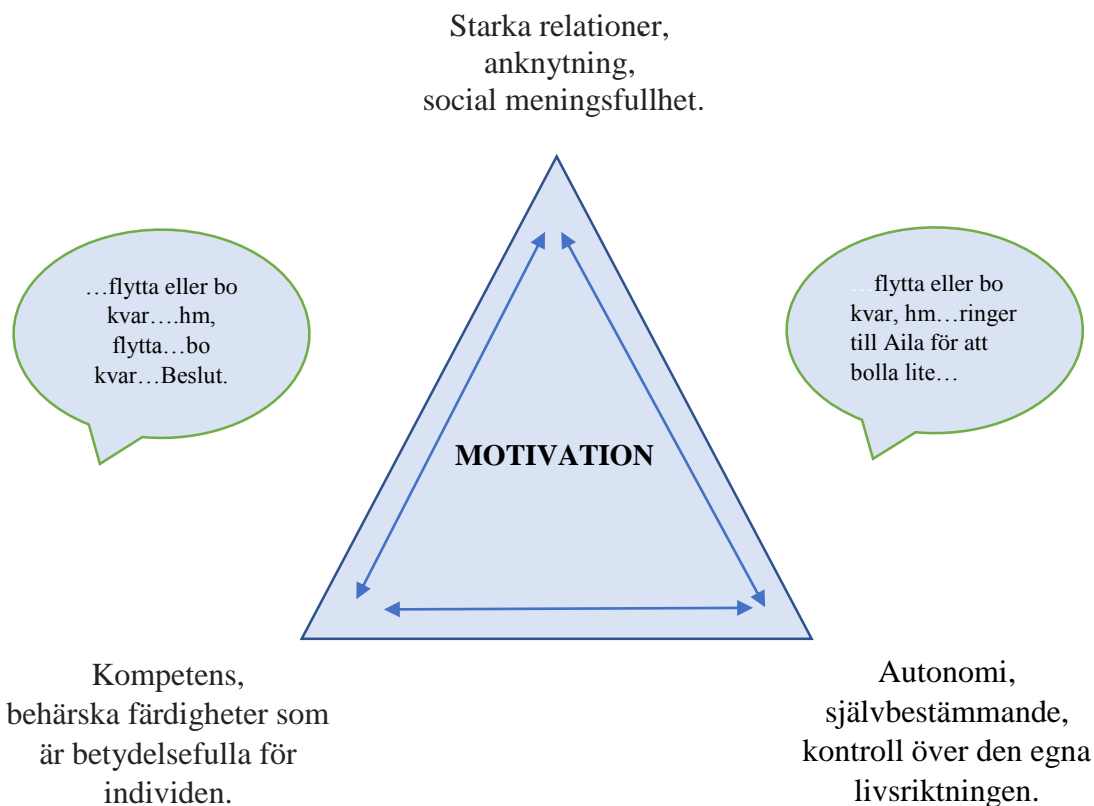 Starka relationer,
anknytning,
social meningsfullhet.
…flytta eller bo
kvar….hm,
flytta…bo
kvar…Beslut.
…flytta eller bo
kvar, hm…ringer
till Aila för att
bolla lite…
MOTIVATION
Kompetens,
behärska färdigheter som
är betydelsefulla för
individen.
Autonomi,
självbestämmande,
kontroll över den egna
livsriktningen.